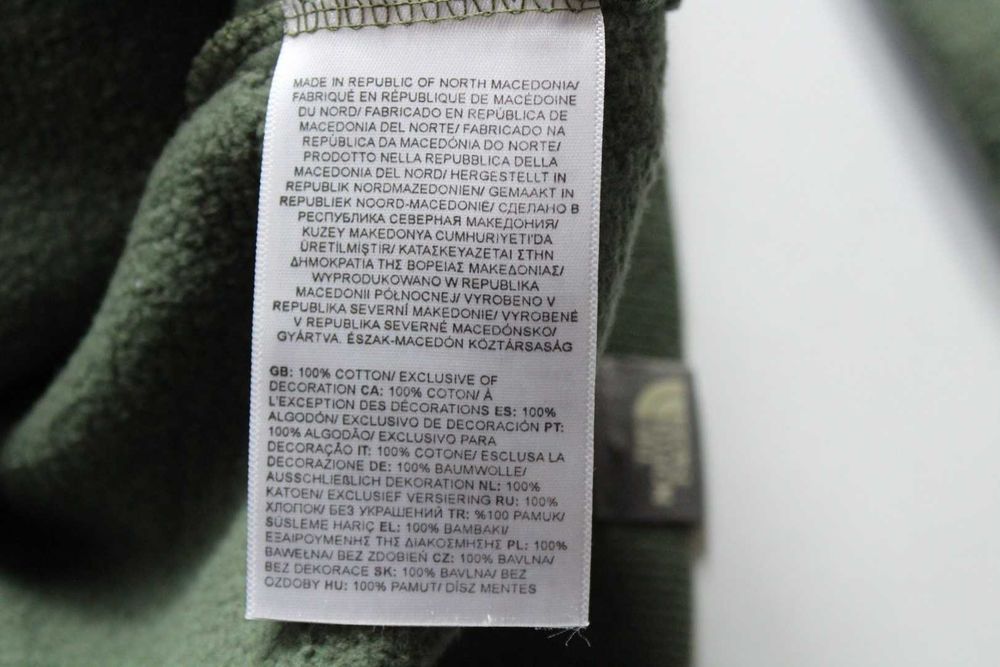 MADE IN REPUBLIC OF NORTH MACEDONIA/
FABRIQUÉ EN RÉPUBLIQUE DE MACÉDOINE
DU NORD/ FABRICADO EN REPÚBLICA DE
MACEDONIA DEL NORTE/ FABRICADO NA
REPÚBLICA DA MACEDÓNIA DO NORTE/
PRODOTTO NELLA REPUBBLICA DELLA
MACEDONIA DEL NORD/ HERGESTELLT IN
REPUBLIK NORDMAZEDONIEN/ GEMAAKT IN
REPUBLIEK NOORD-MACEDONIË/ СДЕЛАНО В
РЕСПУБЛИКА СЕВЕРНАЯ МАКЕДОНИЯ/
KUZEY MAKEDONYA CUMHURIYETI'DA
ÜRETİLMİŞTİR/ ΚΑΤΑΣΚΕΥΑΖΕΤΑΙ ΣΤΗΝ
ΔΗΜΟΚΡΑΤΙΑ ΤΗΣ ΒΟΡΕΙΑΣ ΜΑΚΕΔΟΝΙΑΣ/
WYPRODUKOWANO W REPUBLIKA
MACEDONII PÓŁNOCNEJ/ VYROBENO V
REPUBLIKA SEVERNÍ MAKEDONIE/ VYROBENÉ
V REPUBLIKA SEVERNÉ MACEDÓNSKO/
GYÁRTVA. ÉSZAK-MACEDÓN KÖZTÁRSASÁG
GB: 100% COTTON/ EXCLUSIVE OF
DECORATION CA: 100% COTON/ À
L'EXCEPTION DES DÉCORATIONS ES: 100%
ALGODÓN/ EXCLUSIVO DE DECORACIÓN PT:
100% ALGODÃO/ EXCLUSIVO PARA
DECORAÇÃO IT: 100% COTONE/ ESCLUSA LA
DECORAZIONE DE: 100% BAUMWOLLE/
AUSSCHLIEßLICH DEKORATION NL: 100%
KATOEN/ EXCLUSIEF VERSIERING RU: 100%
ХЛОПОК/ БЕЗ УКРАШЕНИЙ TR: %100 PAMUK/
SÜSLEME HARİÇ EL: 100% ΒΑΜΒΑΚΙ/
ΕΞΑΙΡΟΥΜΕΝΗΣ ΤΗΣ ΔΙΑΚΟΣΜΗΣΗΣ PL: 100%
BAWEŁNA/ BEZ ZDOBIEŃ CZ: 100% BAVLNA/
BEZ DEKORACE SK: 100% BAVLNA/ BEZ
OZDOBY HU: 100% PAMUT/ DÍSZ MENTES